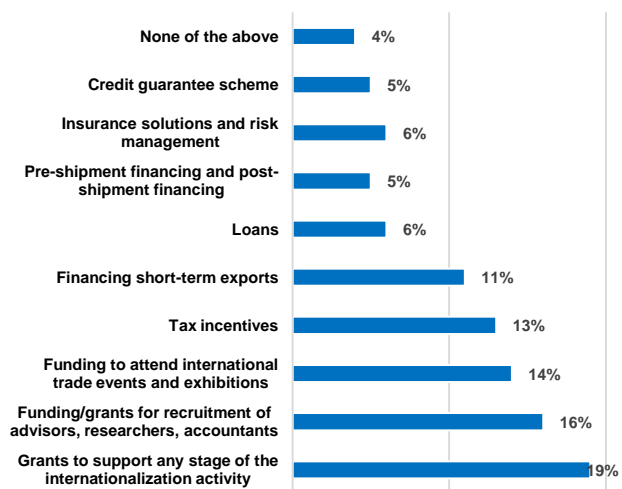 None of the above
4%
Credit guarantee scheme
5%
Insurance solutions and risk
management
6%
Pre-shipment financing and post-
shipment financing
5%
Loans
6%
Financing short-term exports
11%
Tax incentives
13%
Funding to attend international
trade events and exhibitions
14%
Funding/grants for recruitment of
advisors, researchers, accountants
16%
Grants to support any stage of the
internationalization activity
19%